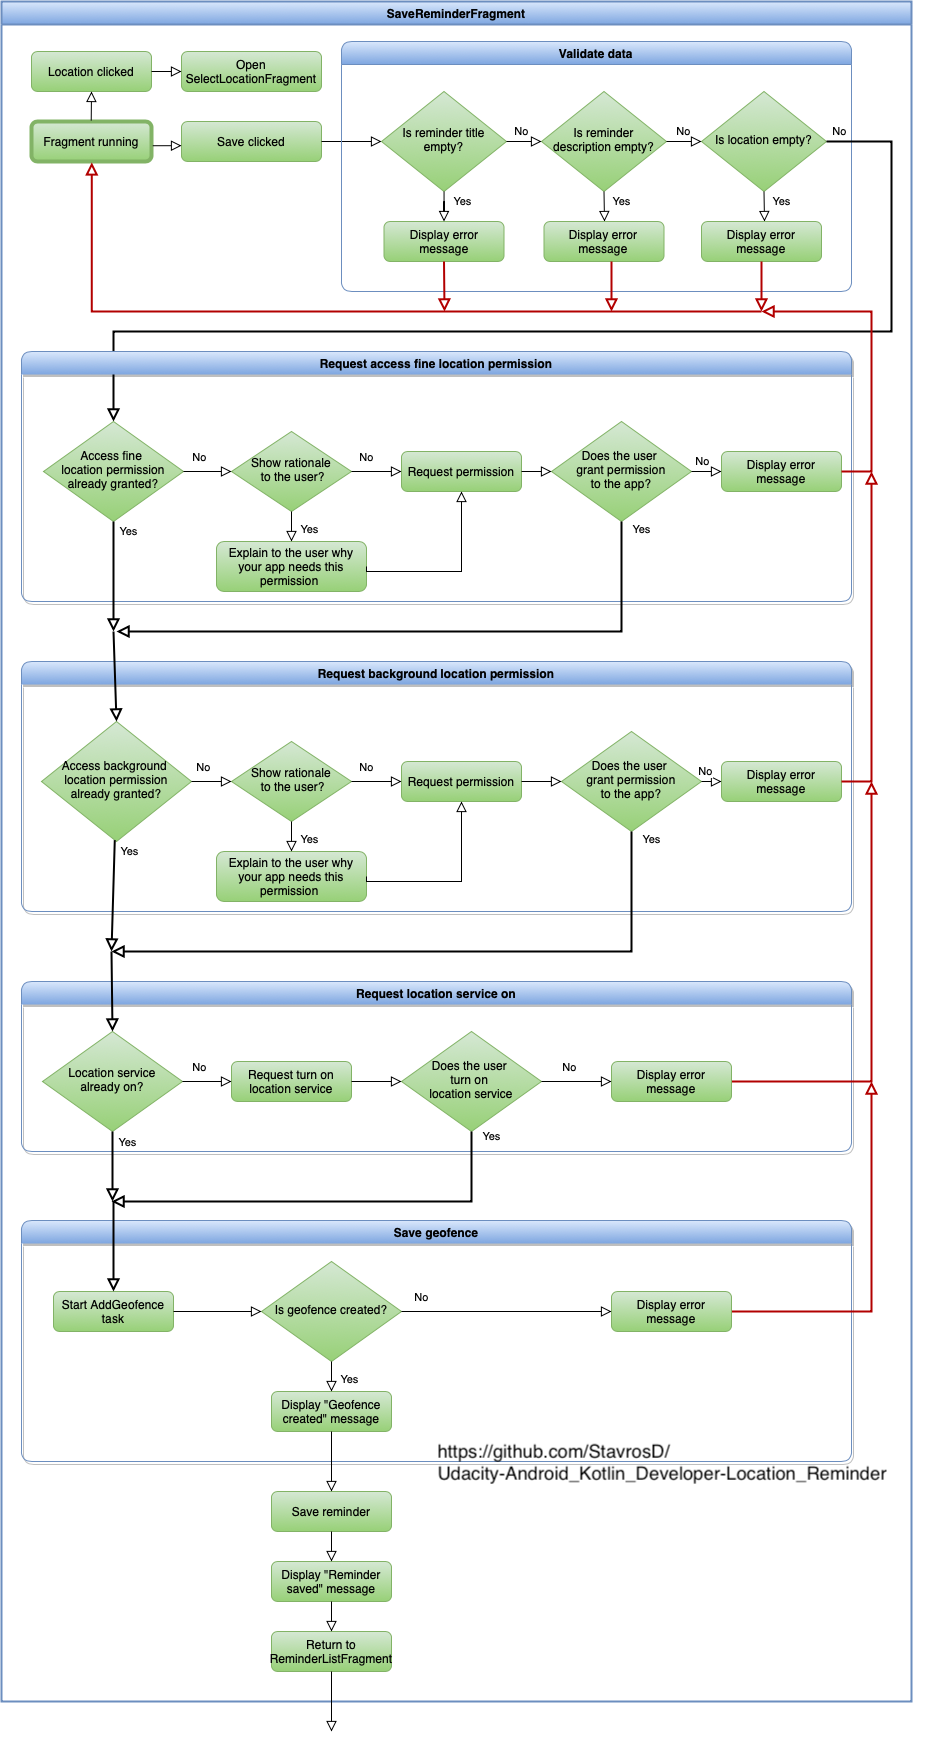 SaveReminderFragment
Validate data
Location clicked
Open
SelectLocationFragment
Fragment running
Save clicked
Is reminder title
empty?
No
Is reminder
description empty?
No
Is location empty?
No
Yes
Yes
Yes
Display error
message
Display error
message
Display error
message
Request access fine location permission
Access fine
location permission
already granted?
No
Show rationale
to the user?
No
Request permission
Does the user
grant permission
to the app?
No
Display error
message
Yes
Yes
Yes
Explain to the user why
your app needs this
permission
Request background location permission
Access background
location permission
already granted?
No
Show rationale
to the user?
No
Request permission
Does the user
grant permission
to the app?
No
Display error
message
Yes
Yes
Yes
Explain to the user why
your app needs this
permission
Request location service on
Location service
already on?
No
Request turn on
location service
Does the user
turn on
location service
No
Display error
message
Yes
Yes
Save geofence
Start AddGeofence
task
Is geofence created?
No
Display error
message
Yes
Display "Geofence
created" message
https://github.com/StavrosD/
Udacity-Android_Kotlin_Developer-Location_Reminder
Save reminder
Display "Reminder
saved" message
Return to
ReminderListFragment